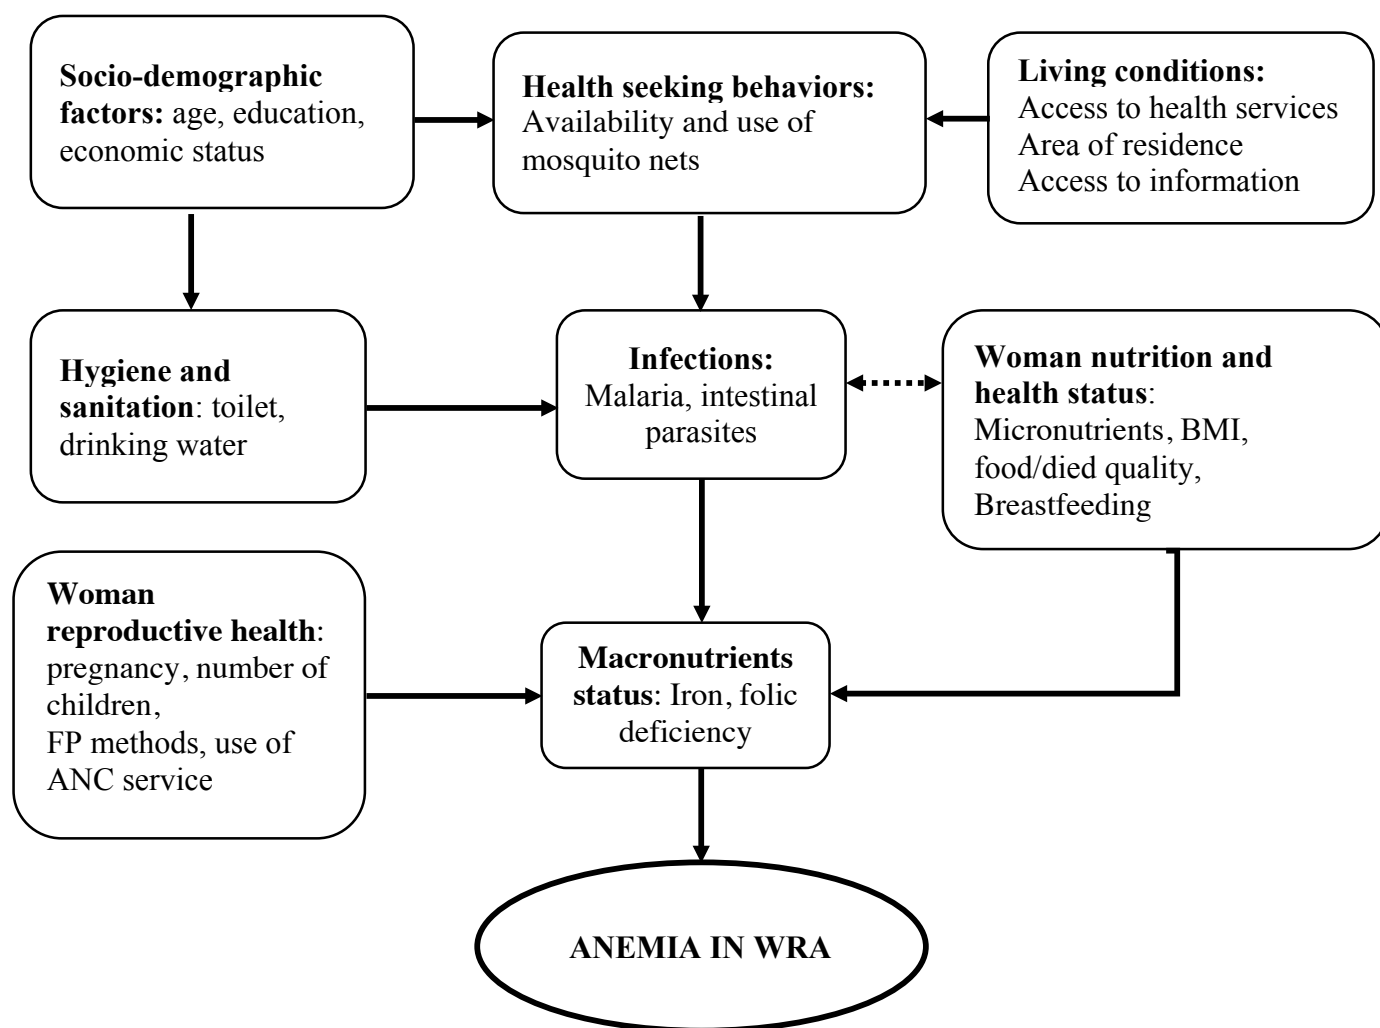 Socio-demographic
factors: age, education,
economic status
Health seeking behaviors:
Availability and use of
mosquito nets
Living conditions:
Access to health services
Area of residence
Access to information
Hygiene and
sanitation: toilet,
drinking water
Infections:
Malaria, intestinal
parasites
Woman nutrition and
health status:
Micronutrients, BMI,
food/died quality,
Breastfeeding
Woman
reproductive health:
pregnancy, number of
children,
FP methods, use of
ANC service
Macronutrients
status: Iron, folic
deficiency
ANEMIA IN WRA